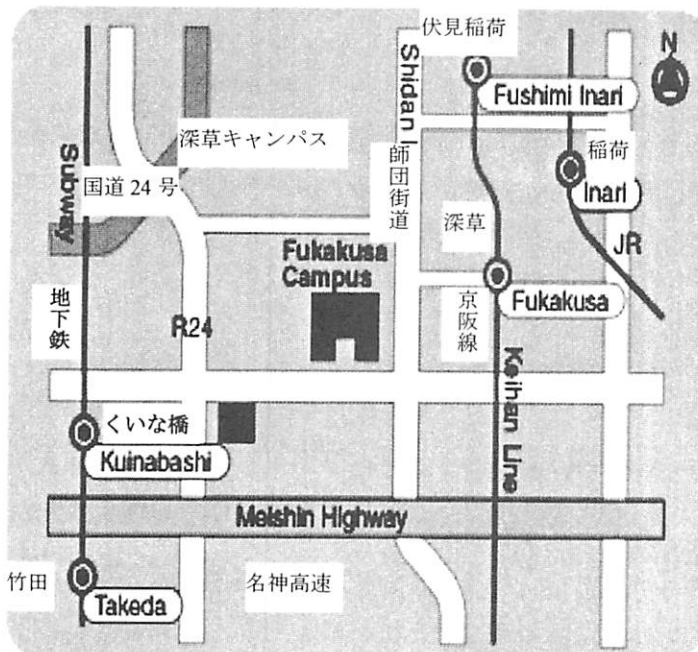 伏見稲荷
N
Fushimi Inari
Shidan
深草キャンパス
師団街道
稲荷
Inari
Subway
国道 24 号
深草
JR
Fukakusa
Campus
Fukakusa
地下鉄
R24
京阪線
Keihan Line
くいな橋
Kuinabashi
Meishin Highway
竹田
Takeda
名神高速